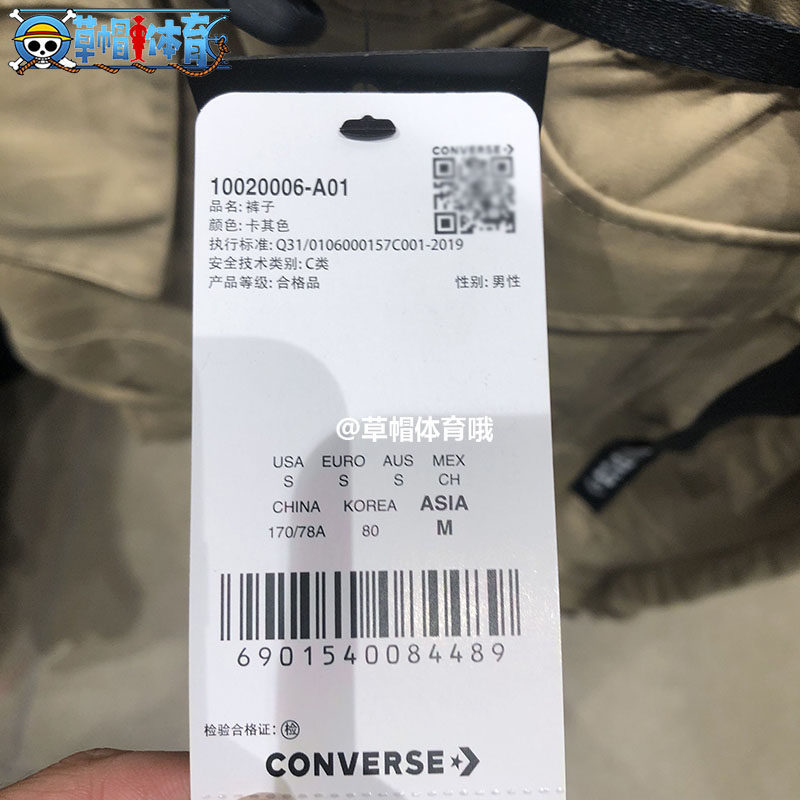 草帽体育
CONVERSE
10020006-A01
品名: 裤子
颜色: 卡其色
执行标准: Q31/0106000157C001-2019
安全技术类别: C类
产品等级: 合格品 性别: 男性
@草帽体育哦
USA EURO AUS MEX
S S S CH
CHINA KOREA ASIA
170/78A 80 M
6901540084489
检验合格证: 检
CONVERSE